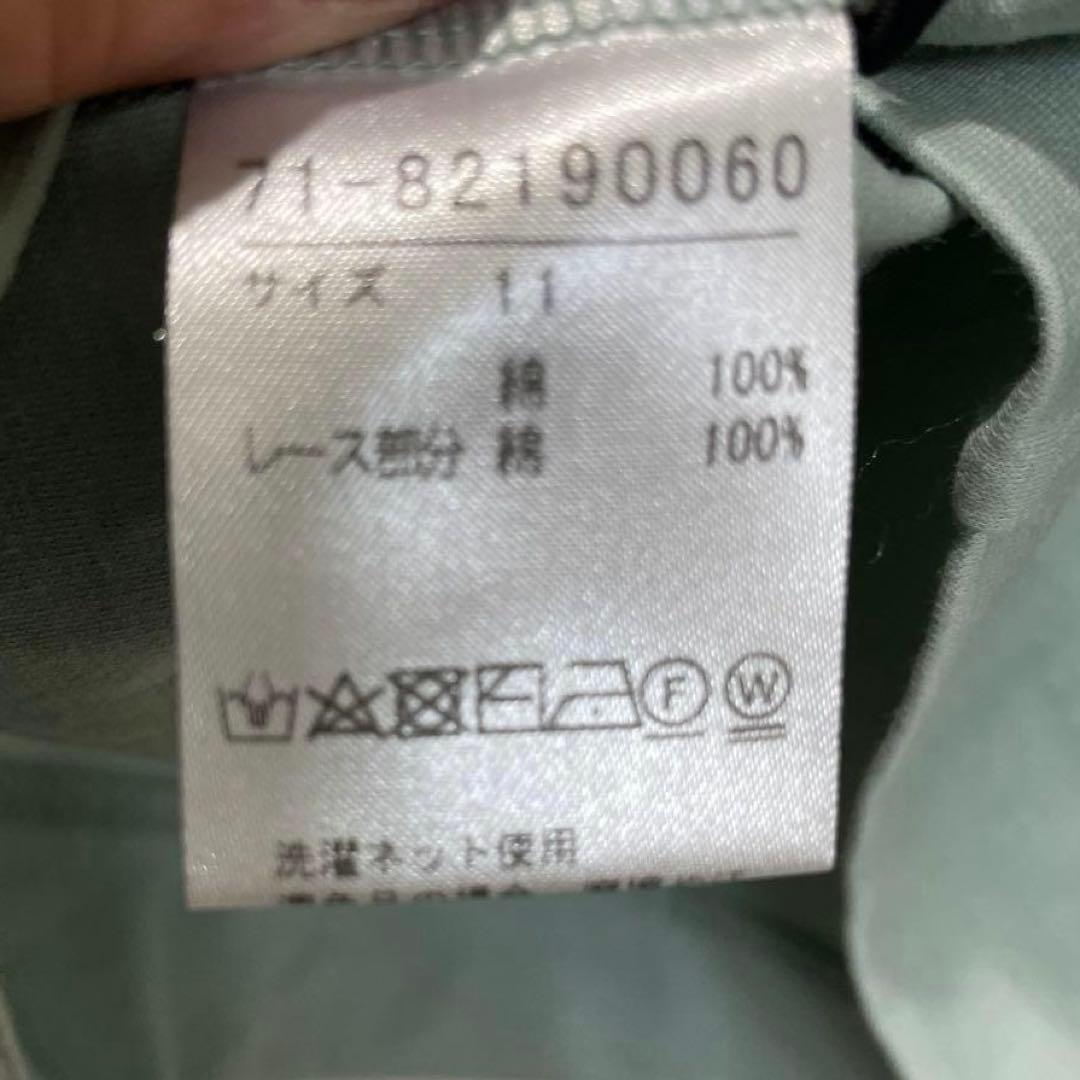 71-82190060
サイズ 11
綿 100%
レース部分 綿 100%
F W
洗濯ネット使用